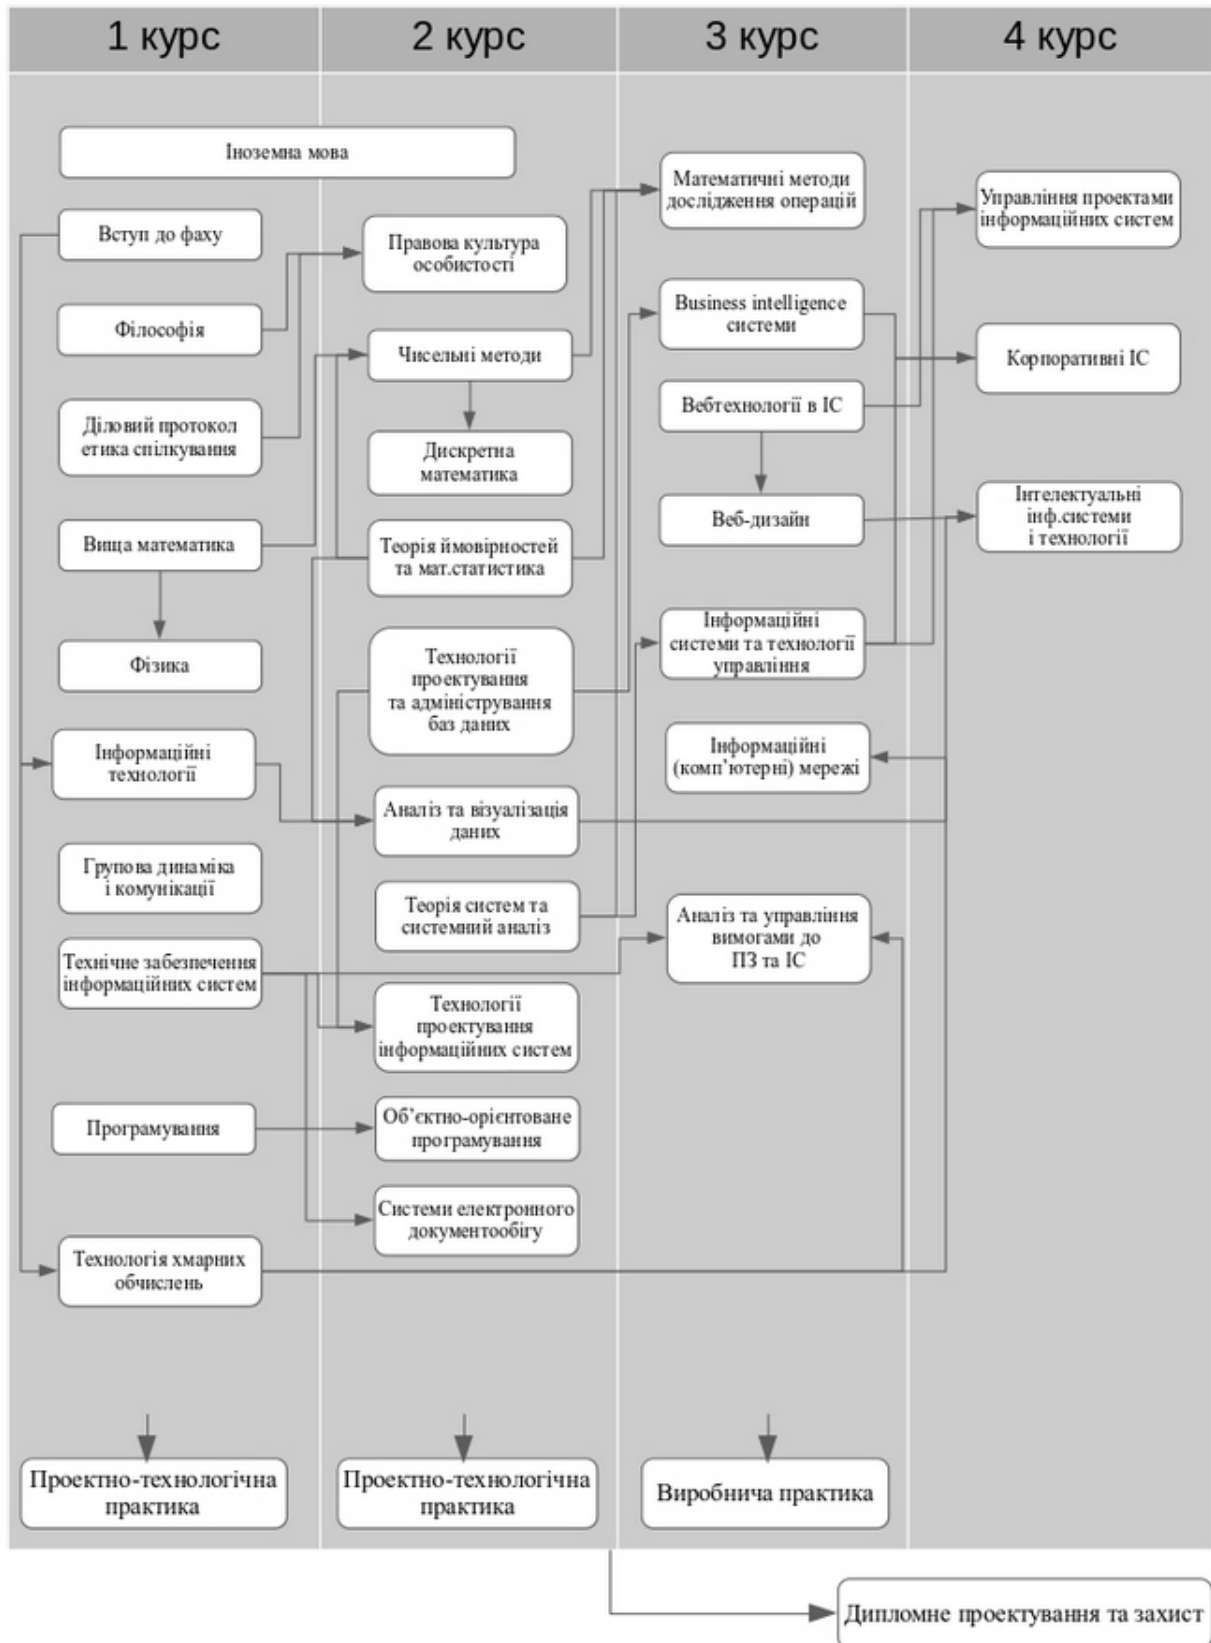 1 курс
2 курс
3 курс
4 курс
Іноземна мова
Вступ до фаху
Філософія
Діловий протокол
етика спілкування
Вища математика
Фізика
Інформаційні
технології
Групова динаміка
і комунікації
Технічне забезпечення
інформаційних систем
Програмування
Технологія хмарних
обчислень
Проектно-технологічна
практика
Правова культура
особистості
Чисельні методи
Дискретна
математика
Теорія ймовірностей
та мат.статистика
Технології
проектування
та адміністрування
баз даних
Аналіз та візуалізація
даних
Теорія систем та
системний аналіз
Технології
проектування
інформаційних систем
Об’єктно-орієнтоване
програмування
Системи електронного
документообігу
Проектно-технологічна
практика
Математичні методи
дослідження операцій
Business intelligence
системи
Вебтехнології в ІС
Веб-дизайн
Інформаційні
системи та технології
управління
Інформаційні
(комп’ютерні) мережі
Аналіз та управління
вимогами до
ПЗ та ІС
Виробнича практика
Управління проектами
інформаційних систем
Корпоративні ІС
Інтелектуальні
інф.системи
і технології
Дипломне проектування та захист